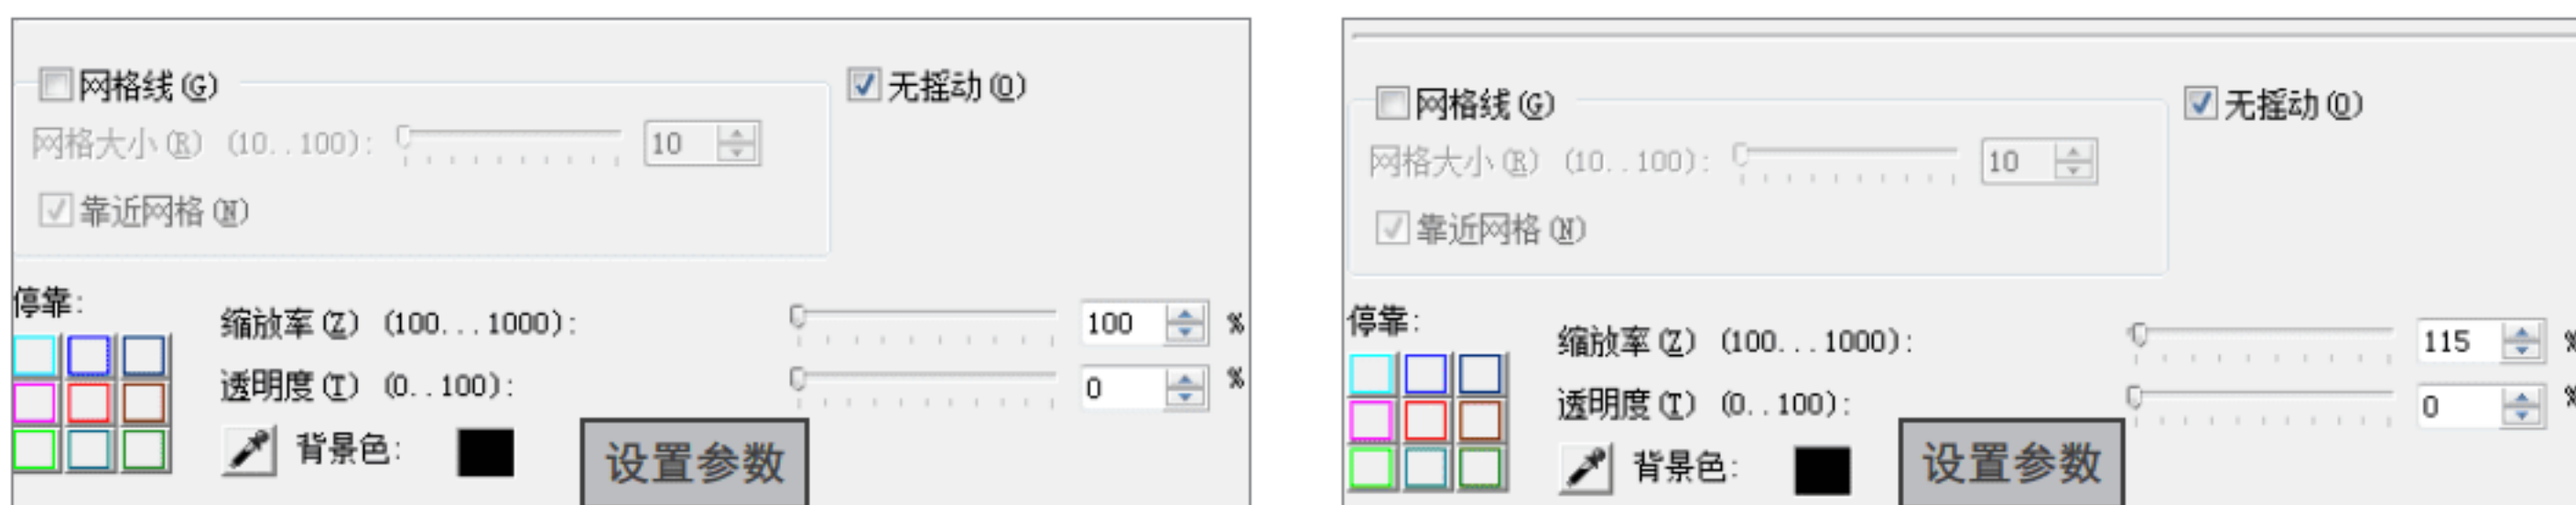 网格线(G)
无摇动(O)
网格大小(R) (10..100):
10
靠近网格(N)
停靠:
缩放率(Z) (100...1000):
100 %
透明度(T) (0..100):
0 %
背景色:
设置参数
网格线(G)
无摇动(O)
网格大小(R) (10..100):
10
靠近网格(N)
停靠:
缩放率(Z) (100...1000):
115 %
透明度(T) (0..100):
0 %
背景色:
设置参数